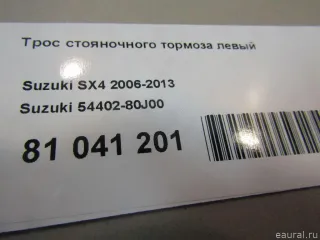 Трос стояночного тормоза левый
Suzuki SX4 2006-2013
Suzuki 54402-80J00
81 041 201
© eaural.ru